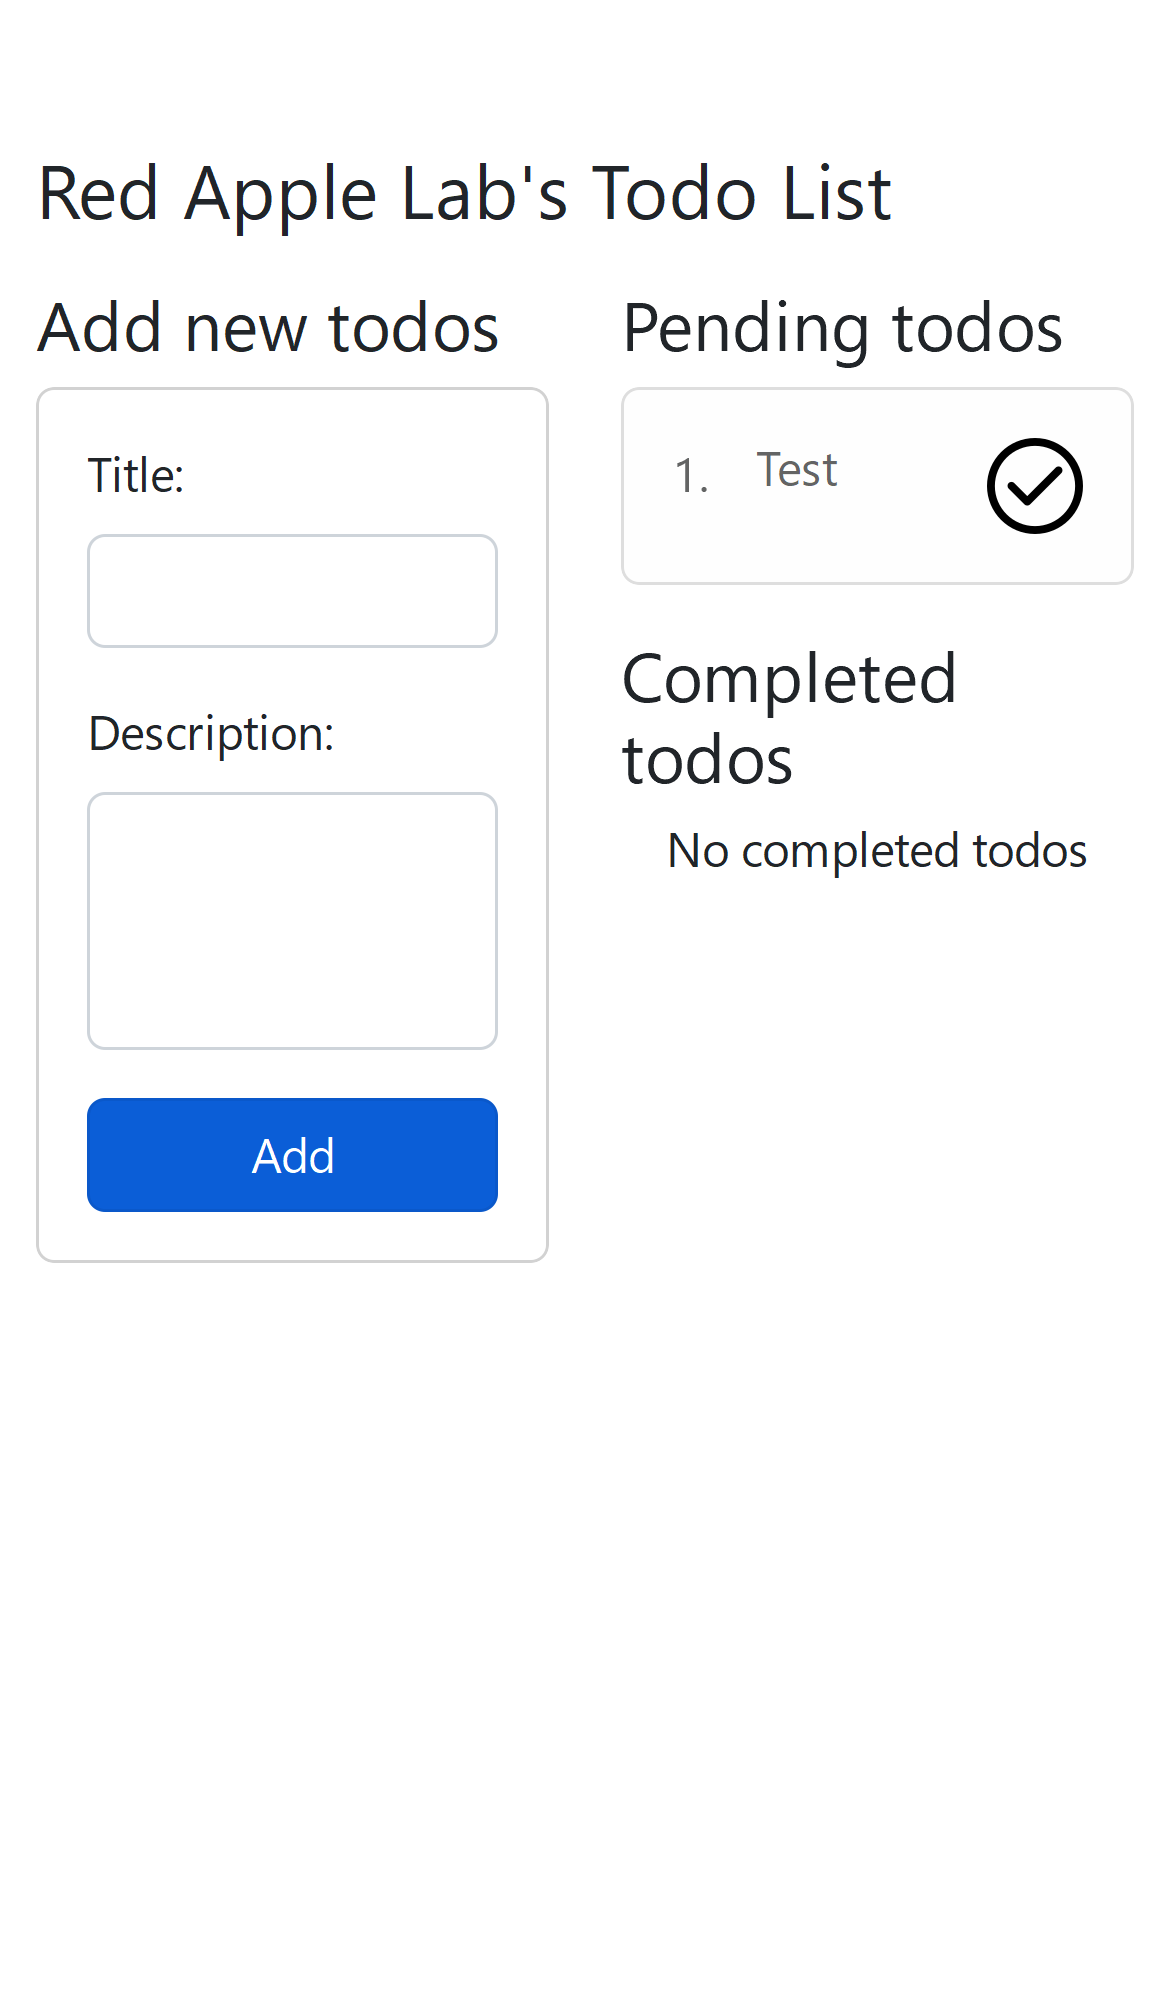 Red Apple Lab's Todo List
Add new todos
Title:
Description:
Add
Pending todos
1. Test
Completed
todos
No completed todos